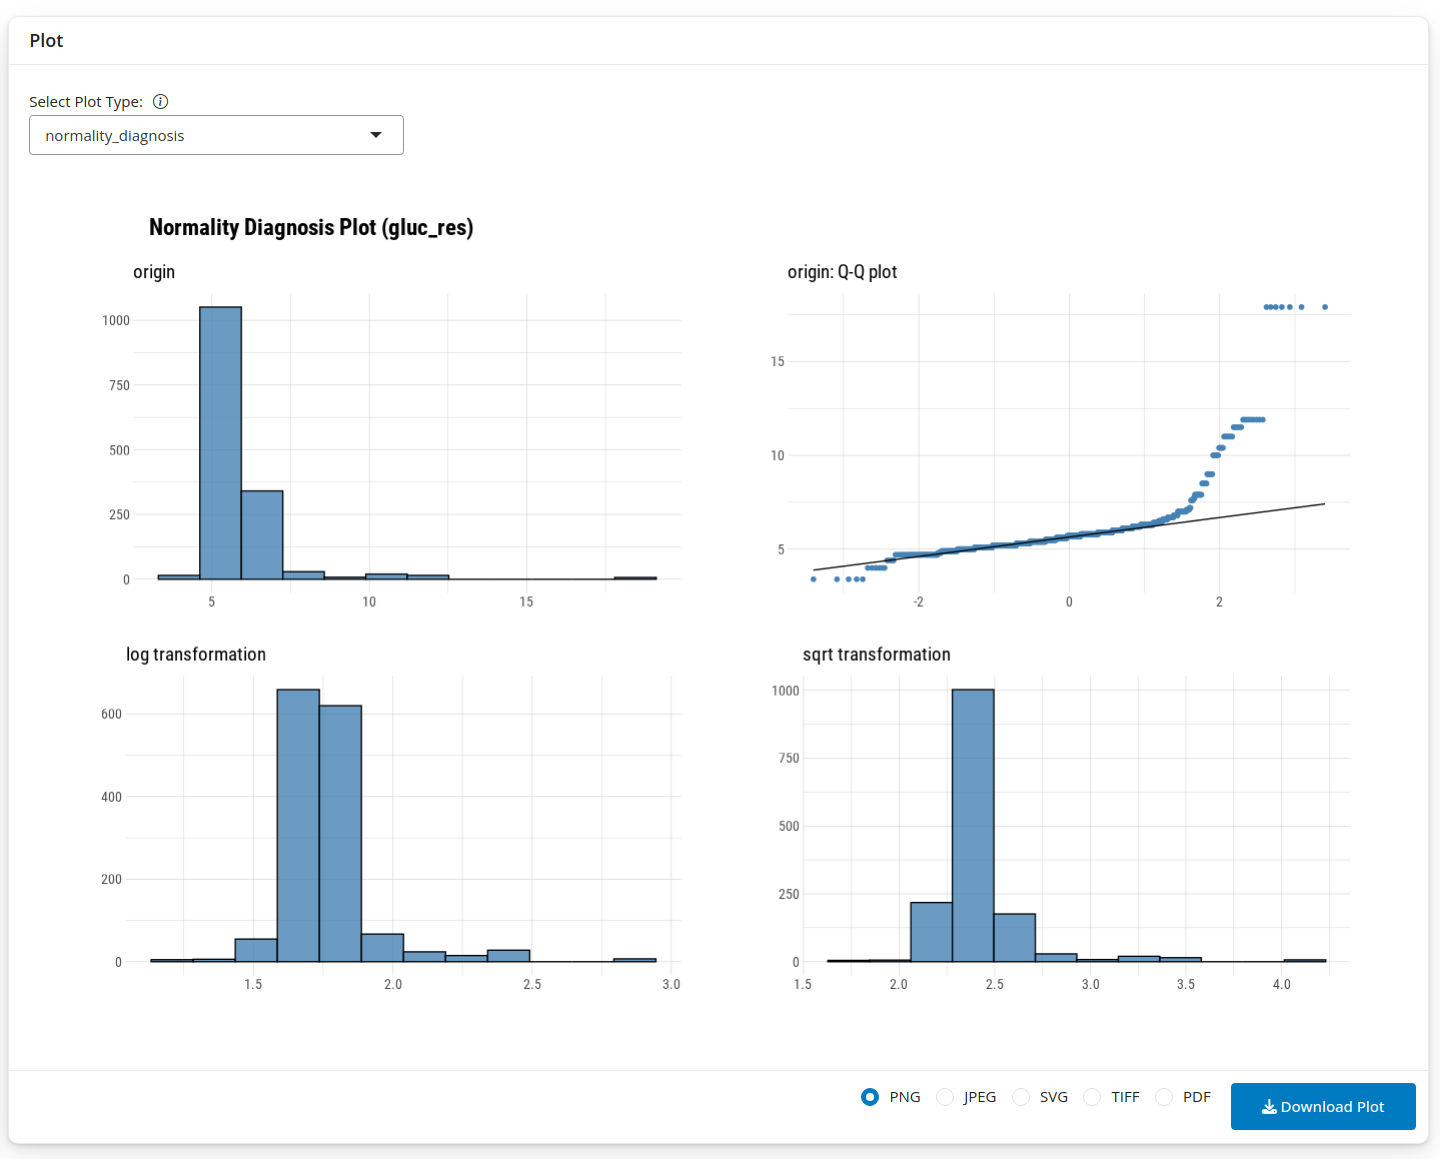 Plot
Select Plot Type:
normality_diagnosis
Normality Diagnosis Plot (gluc_res)
origin
1000
750
500
250
0
5 10 15
origin: Q-Q plot
15
10
5
-2 0 2
log transformation
600
400
200
0
1.5 2.0 2.5 3.0
sqrt transformation
1000
750
500
250
0
1.5 2.0 2.5 3.0 3.5 4.0
PNG JPEG SVG TIFF PDF
Download Plot